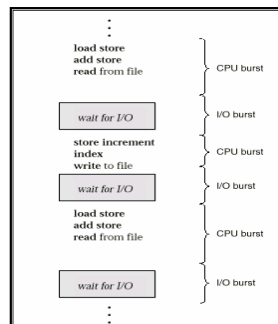 load store
add store
read from file
CPU burst
wait for I/O
I/O burst
store increment
index
write to file
CPU burst
wait for I/O
I/O burst
load store
add store
read from file
CPU burst
wait for I/O
I/O burst